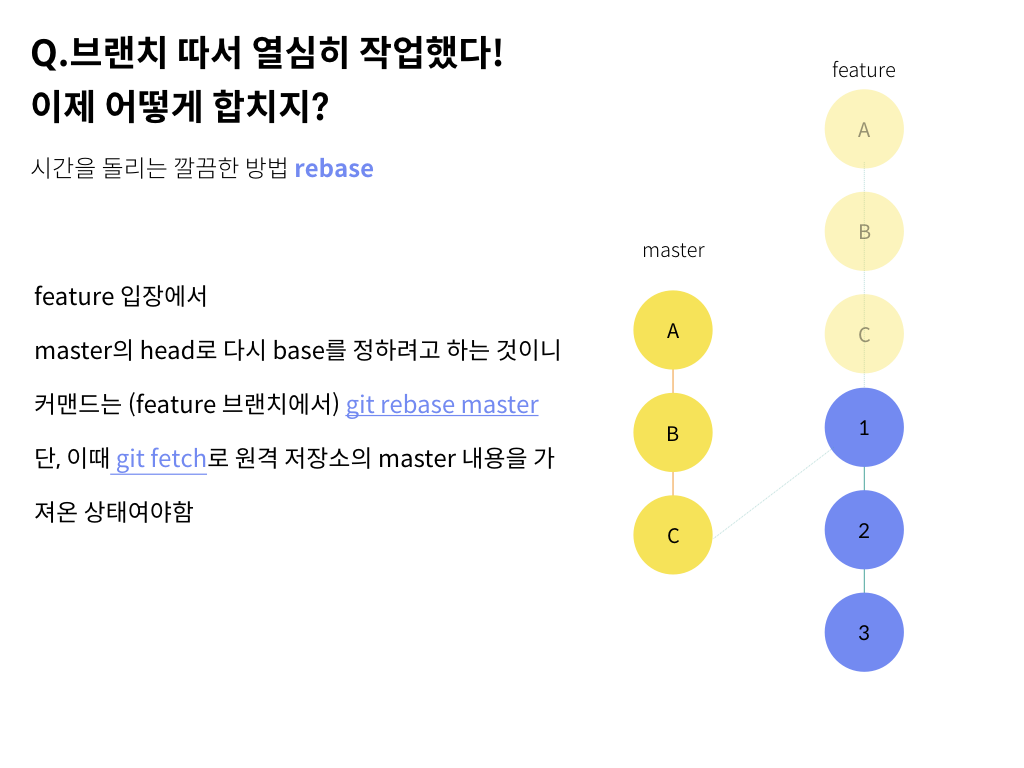 Q.브랜치 따서 열심히 작업했다!
이제 어떻게 합치지?
시간을 돌리는 깔끔한 방법 rebase
feature 입장에서
master의 head로 다시 base를 정하려고 하는 것이니
커맨드는 (feature 브랜치에서) git rebase master
단, 이때 git fetch로 원격 저장소의 master 내용을 가
져온 상태여야함
master
A
B
C
feature
A
B
C
1
2
3